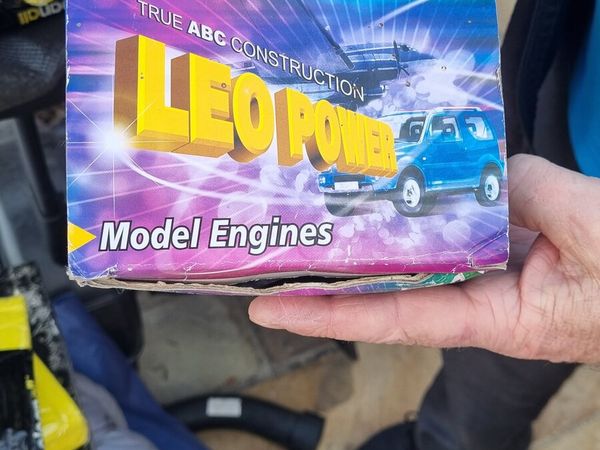 TRUE ABC CONSTRUCTION
LEO POWER
Model Engines